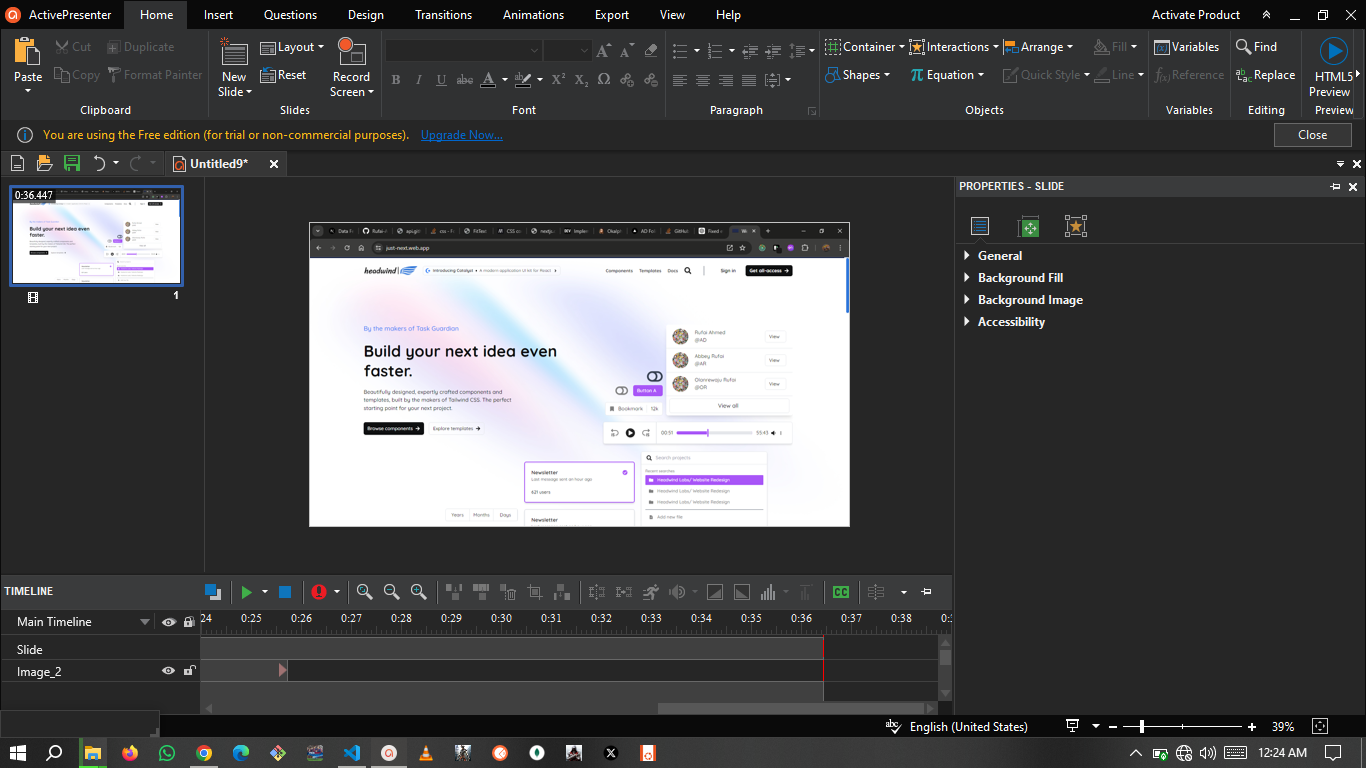 ActivePresenter Home Insert Questions Design Transitions Animations Export View Help Activate Product
Paste Cut Copy Duplicate Format Painter
Clipboard
New Slide Layout Reset Record Screen
Slides
B I U abc A ab X² X₂ Ω
Font
Paragraph
Container Interactions Arrange Fill
Shapes Equation Quick Style Line
Objects
Variables Reference
Variables
Find
Replace
Editing
HTML5 Preview
Preview
You are using the Free edition (for trial or non-commercial purposes). Upgrade Now... Close
Untitled9*
0:36.447
Build your next idea even
faster.
1
just-next.web.app
headwind Introducing Catalyst • A modern application UI kit for React Components Templates Docs Sign in Get all-access
By the makers of Task Guardian
Build your next idea even
faster.
Beautifully designed, expertly crafted components and
templates, built by the makers of Tailwind CSS. The perfect
starting point for your next project.
Browse components Explore templates
Rufai Ahmed
@AD
View
Abbey Rufai
@AR
View
Olanrewaju Rufai
@OR
View
View all
Button A
Bookmark 12k
00:51 55:43
Newsletter
Last message sent an hour ago
621 users
Newsletter
Years Months Days
Search projects
Recent searches
Headwind Labs/ Website Redesign
Headwind Labs/ Website Redesign
Headwind Labs/ Website Redesign
Add new file
PROPERTIES - SLIDE
General
Background Fill
Background Image
Accessibility
TIMELINE
CC
Main Timeline
24 0:25 0:26 0:27 0:28 0:29 0:30 0:31 0:32 0:33 0:34 0:35 0:36 0:37 0:38
Slide
Image_2
English (United States) 39%
12:24 AM